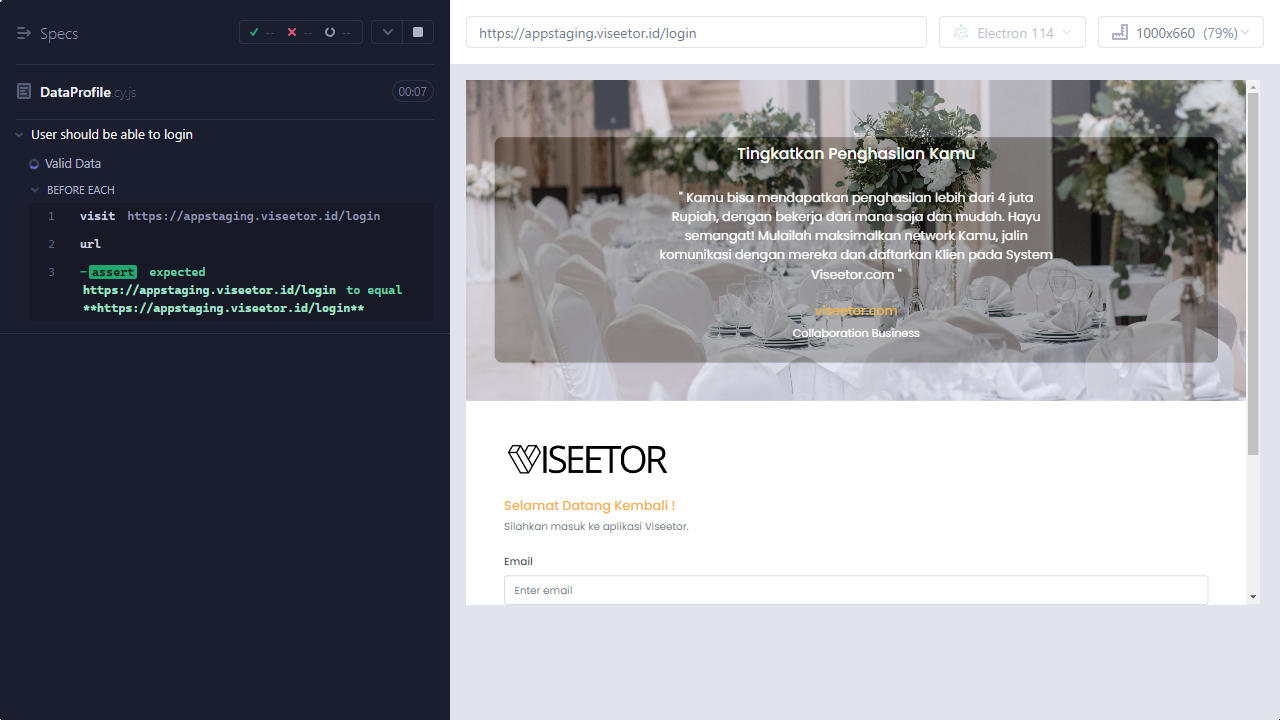 Specs
-- -- --
DataProfile.cy.js
00:07
User should be able to login
Valid Data
BEFORE EACH
1 visit https://appstaging.viseetor.id/login
2 url
3 -assert expected
https://appstaging.viseetor.id/login to equal
**https://appstaging.viseetor.id/login**
https://appstaging.viseetor.id/login
Electron 114
1000x660 (79%)
Tingkatkan Penghasilan Kamu
" Kamu bisa mendapatkan penghasilan lebih dari 4 juta
Rupiah, dengan bekerja dari mana saja dan mudah. Hayu
semangat! Mulailah maksimalkan network Kamu, jalin
komunikasi dengan mereka dan daftarkan Klien pada System
Viseetor.com "
viseetor.com
Collaboration Business
VISEETOR
Selamat Datang Kembali !
Silahkan masuk ke aplikasi Viseetor.
Email
Enter email